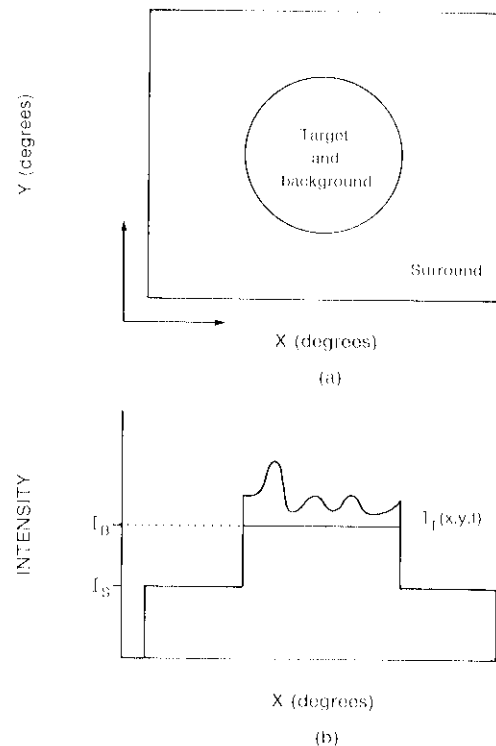 Y (degrees)
Target
and
background
Surround
X (degrees)
(a)
INTENSITY
I_B
I_T(x,y,t)
I_S
X (degrees)
(b)